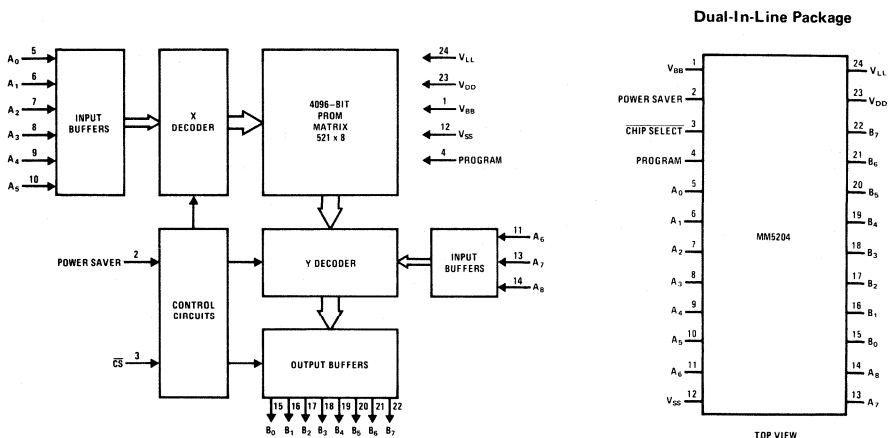 Dual-In-Line Package
A0 5
A1 6
A2 7
A3 8
A4 9
A5 10
INPUT
BUFFERS
X
DECODER
4096-BIT
PROM
MATRIX
521 x 8
24 VLL
23 VDD
1 VBB
12 VSS
4 PROGRAM
POWER SAVER 2
CS 3
CONTROL
CIRCUITS
Y DECODER
INPUT
BUFFERS
11 A6
13 A7
14 A8
OUTPUT BUFFERS
15 16 17 18 19 20 21 22
B0 B1 B2 B3 B4 B5 B6 B7
VBB 1
POWER SAVER 2
CHIP SELECT 3
PROGRAM 4
A0 5
A1 6
A2 7
A3 8
A4 9
A5 10
A6 11
VSS 12
MM5204
24 VLL
23 VDD
22 B7
21 B6
20 B5
19 B4
18 B3
17 B2
16 B1
15 B0
14 A8
13 A7
TOP VIEW